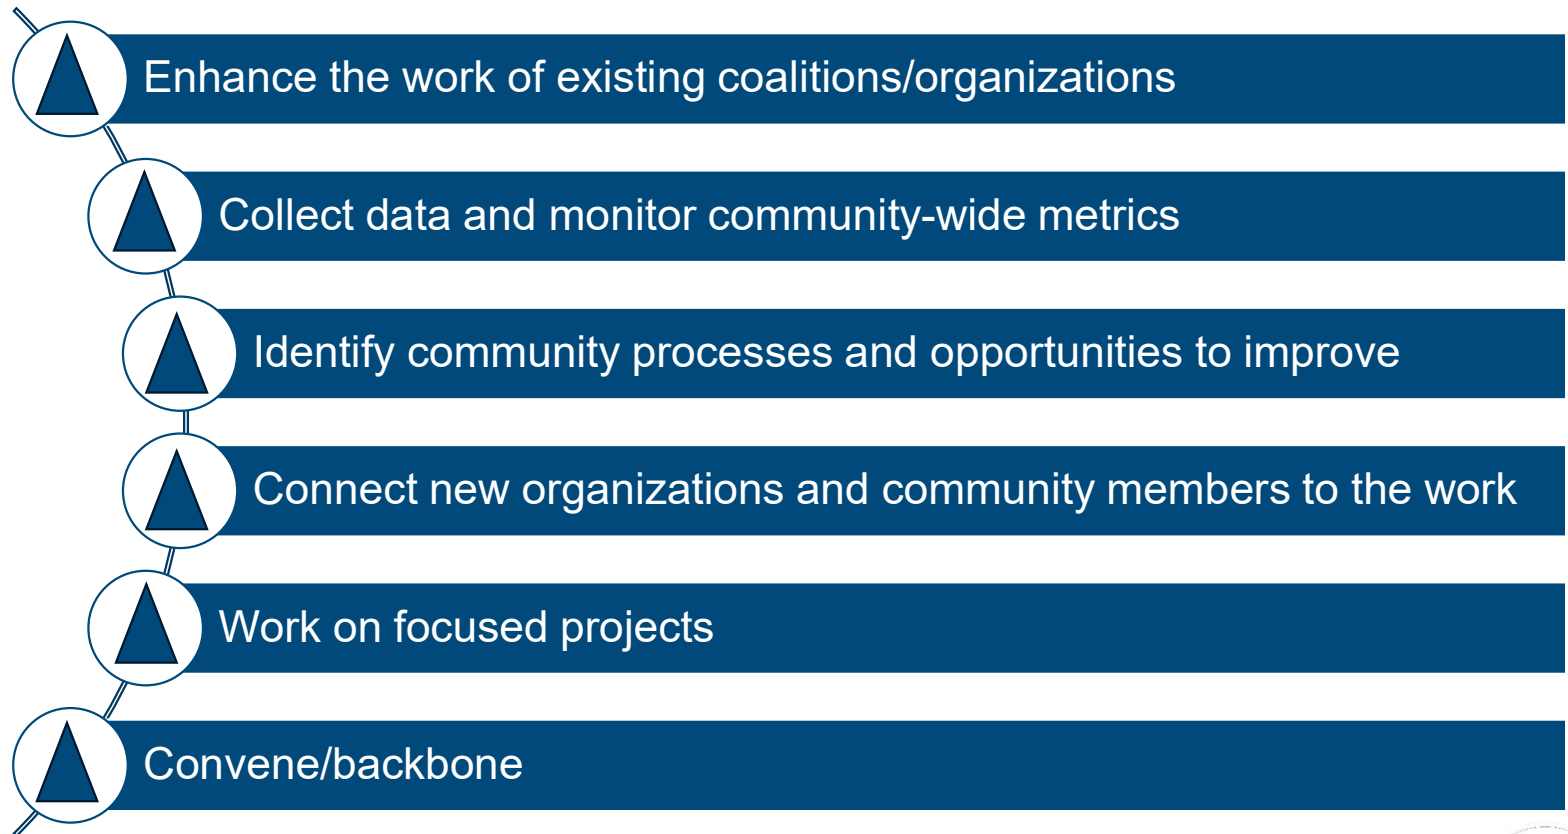 Enhance the work of existing coalitions/organizations
Collect data and monitor community-wide metrics
Identify community processes and opportunities to improve
Connect new organizations and community members to the work
Work on focused projects
Convene/backbone